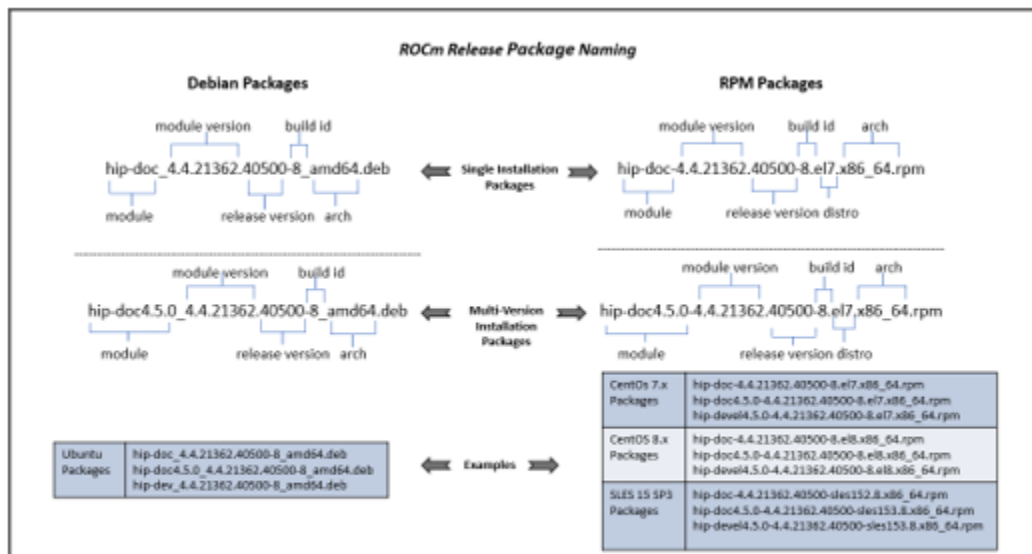 ROCm Release Package Naming
Debian Packages
RPM Packages
module version
build id
hip-doc_4.4.21362.40500-8_amd64.deb
module
release version
arch
Single Installation
Packages
module version
build id
arch
hip-doc-4.4.21362.40500-8.el7.x86_64.rpm
module
release version distro
module version
build id
hip-doc4.5.0_4.4.21362.40500-8_amd64.deb
module
release version
arch
Multi-Version
Installation
Packages
module version
build id
arch
hip-doc4.5.0-4.4.21362.40500-8.el7.x86_64.rpm
module
release version distro
Ubuntu
Packages
hip-doc_4.4.21362.40500-8_amd64.deb
hip-doc4.5.0_4.4.21362.40500-8_amd64.deb
hip-dev_4.4.21362.40500-8_amd64.deb
Examples
CentOs 7.x
Packages
hip-doc-4.4.21362.40500-8.el7.x86_64.rpm
hip-doc4.5.0-4.4.21362.40500-8.el7.x86_64.rpm
hip-devel4.5.0-4.4.21362.40500-8.el7.x86_64.rpm
CentOS 8.x
Packages
hip-doc-4.4.21362.40500-8.el8.x86_64.rpm
hip-doc4.5.0-4.4.21362.40500-8.el8.x86_64.rpm
hip-devel4.5.0-4.4.21362.40500-8.el8.x86_64.rpm
SLES 15 SP3
Packages
hip-doc-4.4.21362.40500-sles152.8.x86_64.rpm
hip-doc4.5.0-4.4.21362.40500-sles153.8.x86_64.rpm
hip-devel4.5.0-4.4.21362.40500-sles153.8.x86_64.rpm